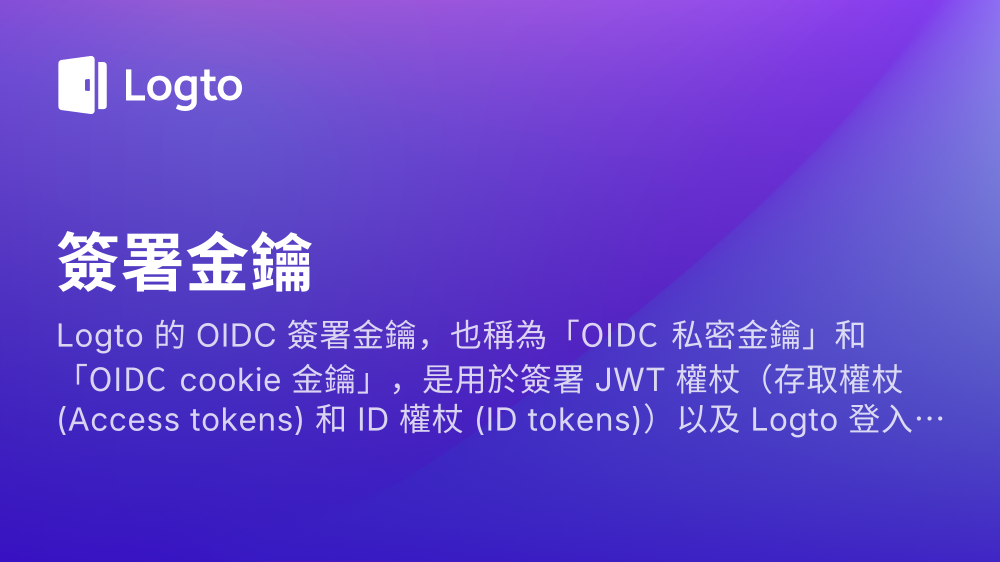 Logto
簽署金鑰
Logto 的 OIDC 簽署金鑰，也稱為「OIDC 私密金鑰」和
「OIDC cookie 金鑰」，是用於簽署 JWT 權杖（存取權杖
(Access tokens) 和 ID 權杖 (ID tokens)）以及 Logto 登入⋯